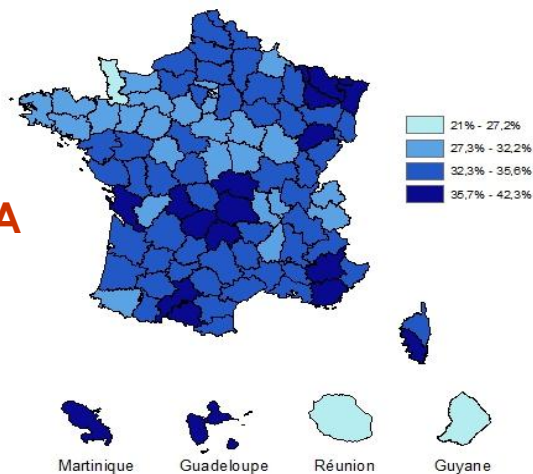 A
21% - 27,2%
27,3% - 32,2%
32,3% - 35,6%
35,7% - 42,3%
Martinique Guadeloupe Réunion Guyane